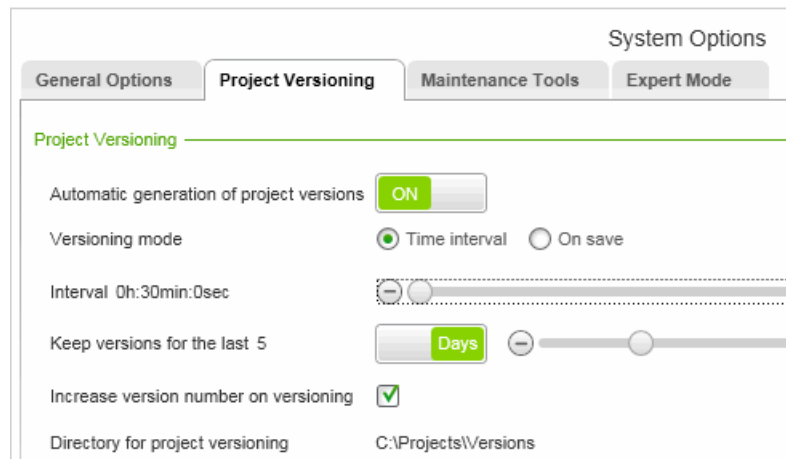 System Options
General Options Project Versioning Maintenance Tools Expert Mode
Project Versioning
Automatic generation of project versions ON
Versioning mode Time interval On save
Interval 0h:30min:0sec
Keep versions for the last 5 Days
Increase version number on versioning
Directory for project versioning C:\Projects\Versions